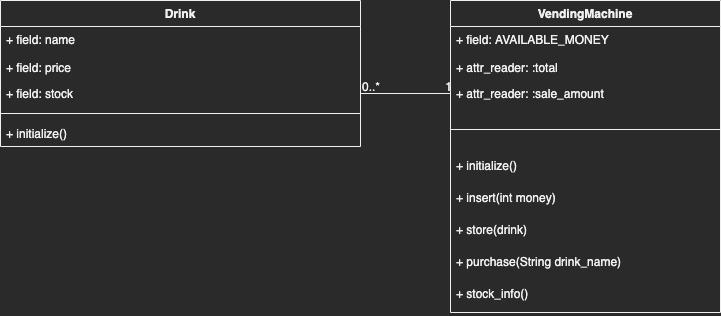 Drink
+ field: name
+ field: price
+ field: stock
+ initialize()
0..*
1
VendingMachine
+ field: AVAILABLE_MONEY
+ attr_reader: :total
+ attr_reader: :sale_amount
+ initialize()
+ insert(int money)
+ store(drink)
+ purchase(String drink_name)
+ stock_info()